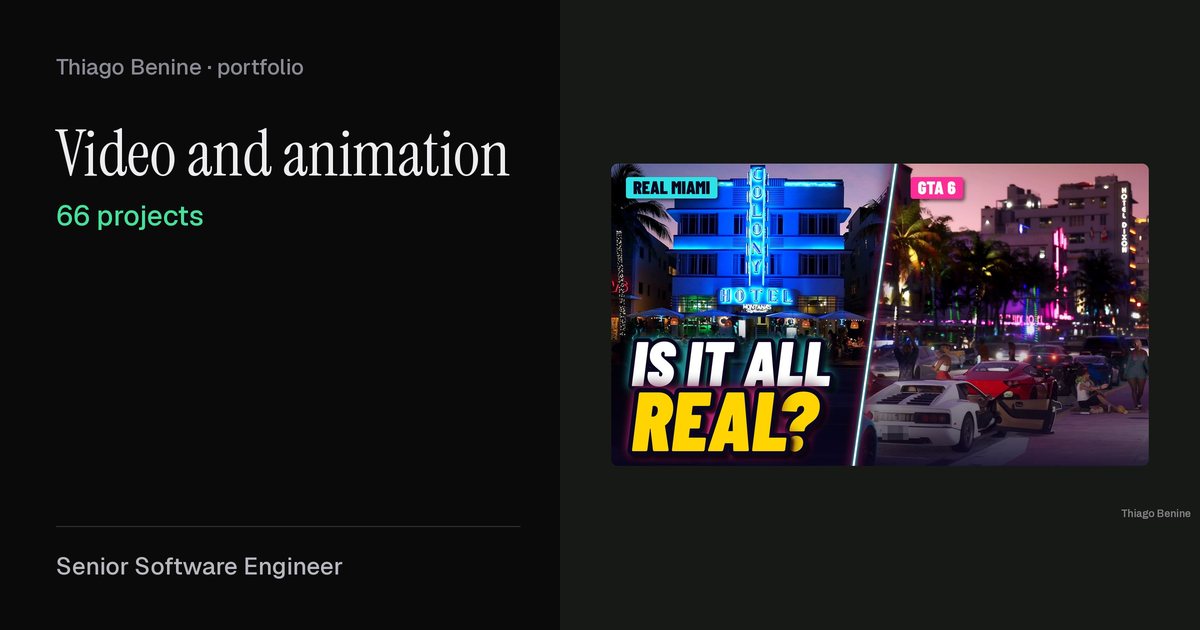 Thiago Benine · portfolio
Video and animation
66 projects
Senior Software Engineer
REAL MIAMI
GTA 6
COLONY
HOTEL
HOTEL DIXON
IS IT ALL
REAL?
Thiago Benine